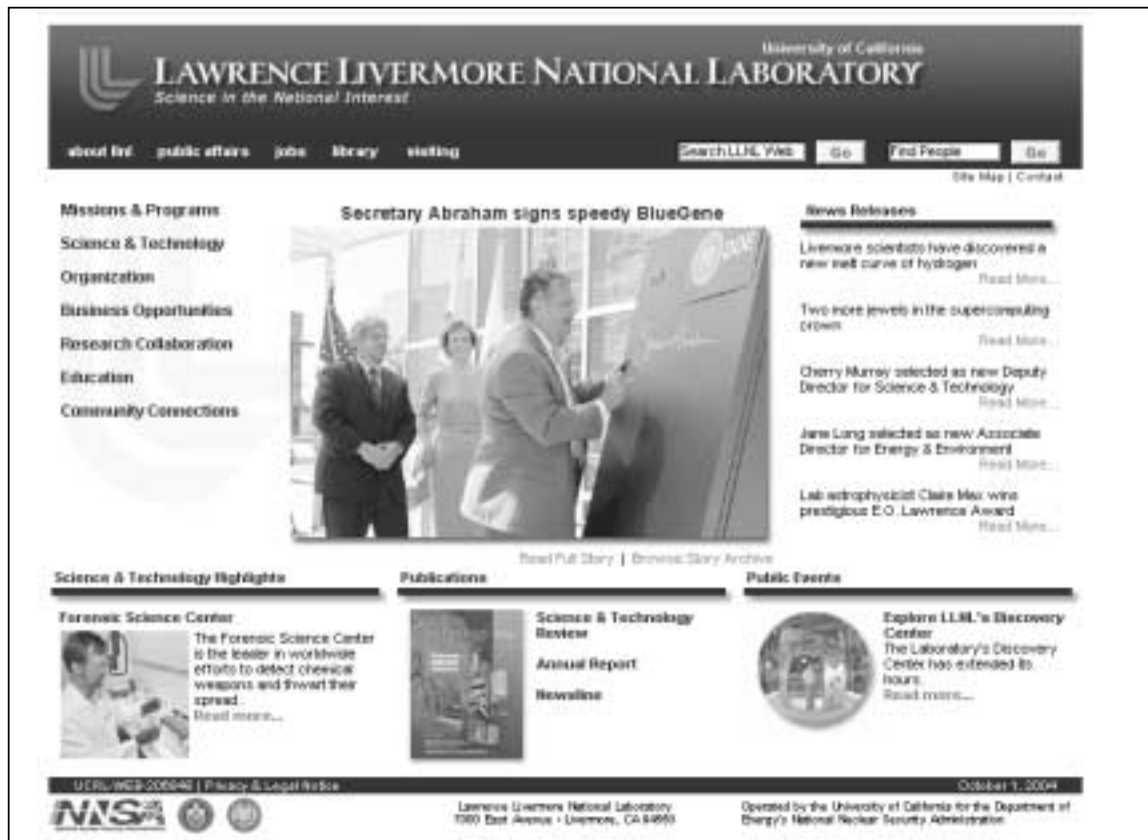 University of California
LAWRENCE LIVERMORE NATIONAL LABORATORY
Science in the National Interest
about llnl public affairs jobs library visiting Search LLNL Web Go Find People Go
Site Map | Contact
Missions & Programs
Science & Technology
Organization
Business Opportunities
Research Collaboration
Education
Community Connections
Secretary Abraham signs speedy BlueGene
Read Full Story | Browse Story Archive
News Releases
Livermore scientists have discovered a
new melt curve of hydrogen
Read More...
Two more jewels in the supercomputing
crown
Read More...
Cherry Murray selected as new Deputy
Director for Science & Technology
Read More...
Jane Long selected as new Associate
Director for Energy & Environment
Read More...
Lab astrophysicist Claire Max wins
prestigious E.O. Lawrence Award
Read More...
Science & Technology Highlights
Forensic Science Center
The Forensic Science Center
is the leader in worldwide
efforts to detect chemical
weapons and thwart their
spread.
Read more...
Publications
Science & Technology
Review
Annual Report
Newsline
Public Events
Explore LLNL's Discovery
Center
The Laboratory's Discovery
Center has extended its
hours.
Read more...
UCRL-WEB-206846 | Privacy & Legal Notice October 1, 2004
NNSA
Lawrence Livermore National Laboratory
7000 East Avenue • Livermore, CA 94550
Operated by the University of California for the Department of
Energy's National Nuclear Security Administration